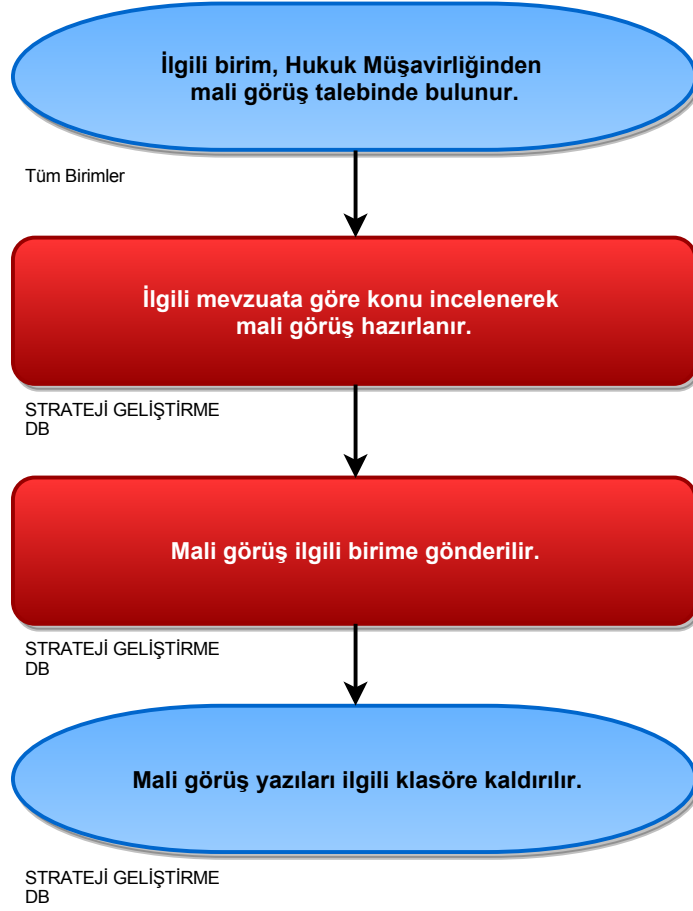 İlgili birim, Hukuk Müşavirliğinden
mali görüş talebinde bulunur.
Tüm Birimler
İlgili mevzuata göre konu incelenerek
mali görüş hazırlanır.
STRATEJİ GELİŞTİRME
DB
Mali görüş ilgili birime gönderilir.
STRATEJİ GELİŞTİRME
DB
Mali görüş yazıları ilgili klasöre kaldırılır.
STRATEJİ GELİŞTİRME
DB